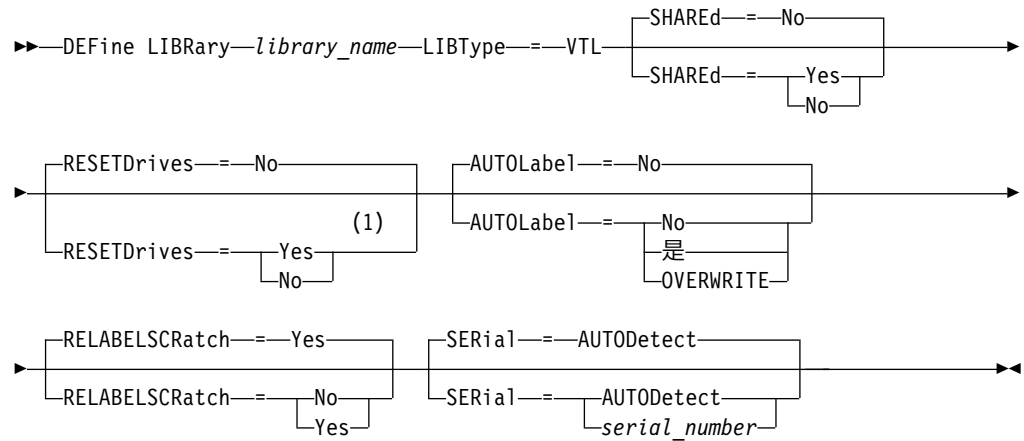 SHAREd = No
DEFine LIBRary library_name LIBType = VTL
SHAREd = Yes
No
RESETDrives = No
AUTOLabel = No
(1)
RESETDrives = Yes
No
AUTOLabel = No
是
OVERWRITE
RELABELSCRatch = Yes
SERial = AUTODetect
RELABELSCRatch = No
Yes
SERial = AUTODetect
serial_number